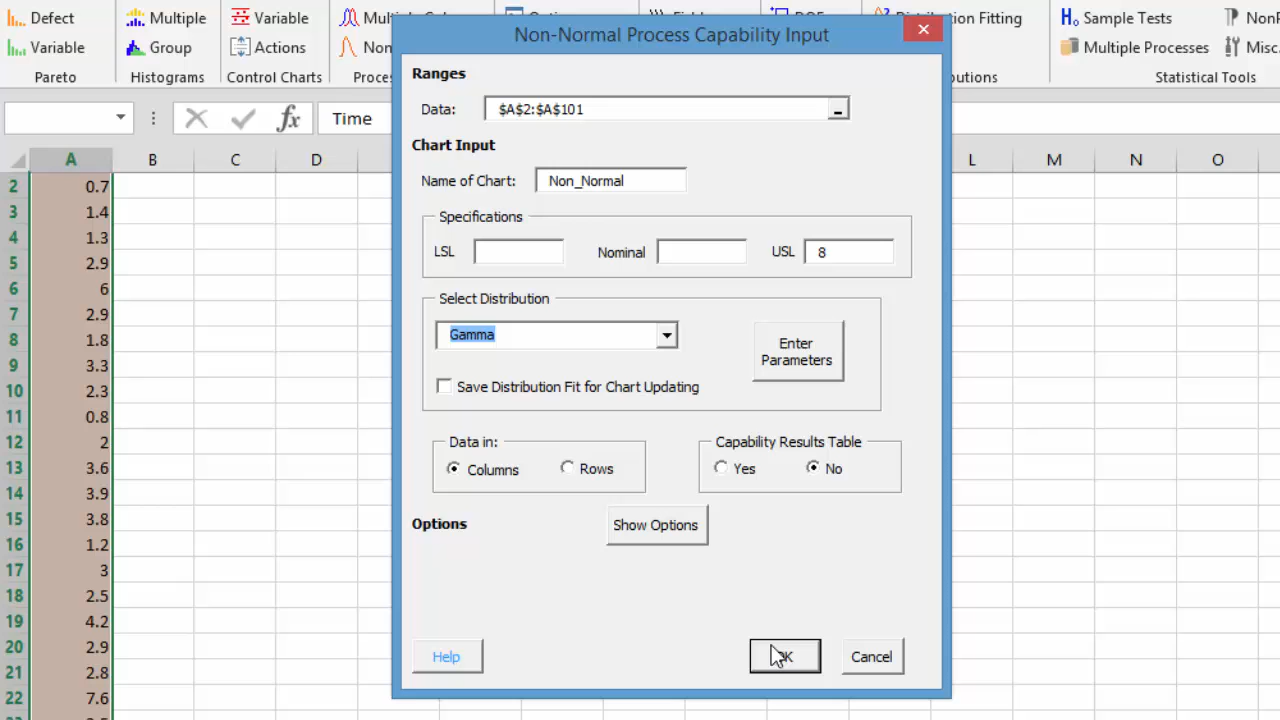 Defect
Multiple
Variable
Distribution Fitting
Sample Tests
Variable
Group
Actions
Multiple Processes
Misc.
Pareto
Histograms
Control Charts
Statistical Tools
Time
A B C D L M N O
2 0.7
3 1.4
4 1.3
5 2.9
6 6
7 2.9
8 1.8
9 3.3
10 2.3
11 0.8
12 2
13 3.6
14 3.9
15 3.8
16 1.2
17 3
18 2.5
19 4.2
20 2.9
21 2.8
22 7.6
Non-Normal Process Capability Input
Ranges
Data: $A$2:$A$101
Chart Input
Name of Chart: Non_Normal
Specifications
LSL Nominal USL 8
Select Distribution
Gamma
Enter
Parameters
Save Distribution Fit for Chart Updating
Data in:
Columns Rows
Capability Results Table
Yes No
Options
Show Options
Help
OK
Cancel